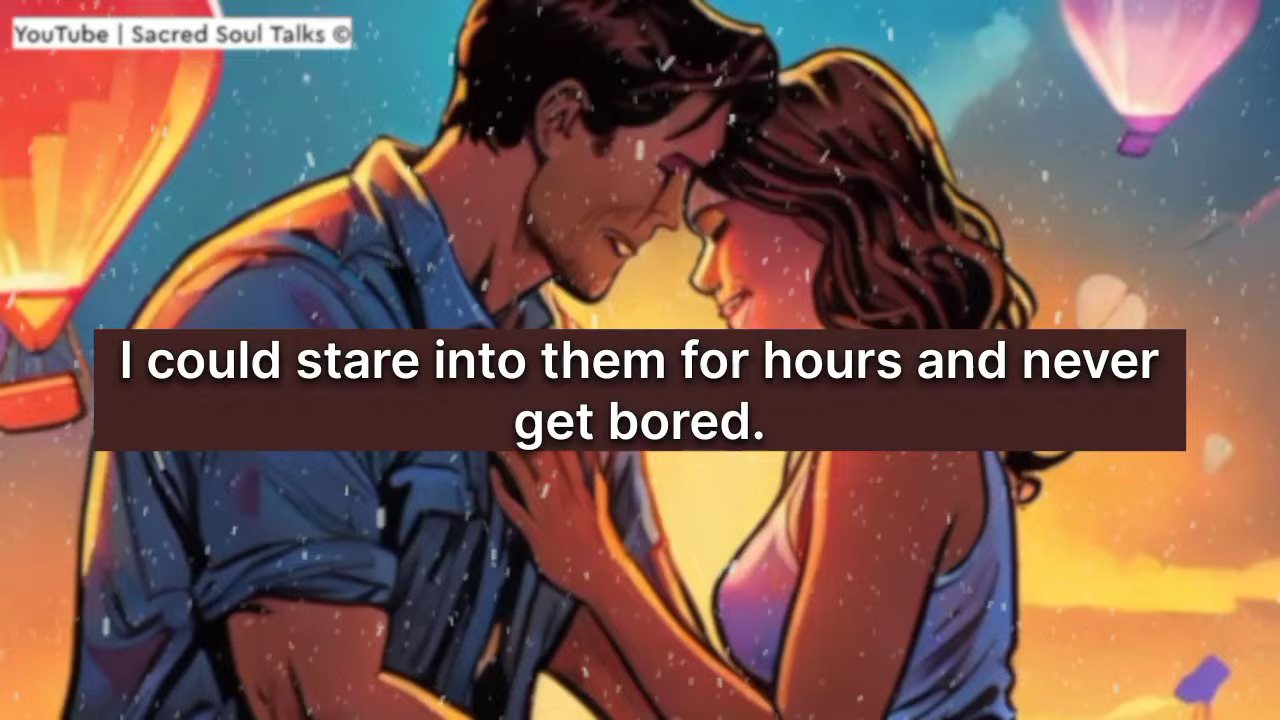 YouTube | Sacred Soul Talks ©
I could stare into them for hours and never
get bored.